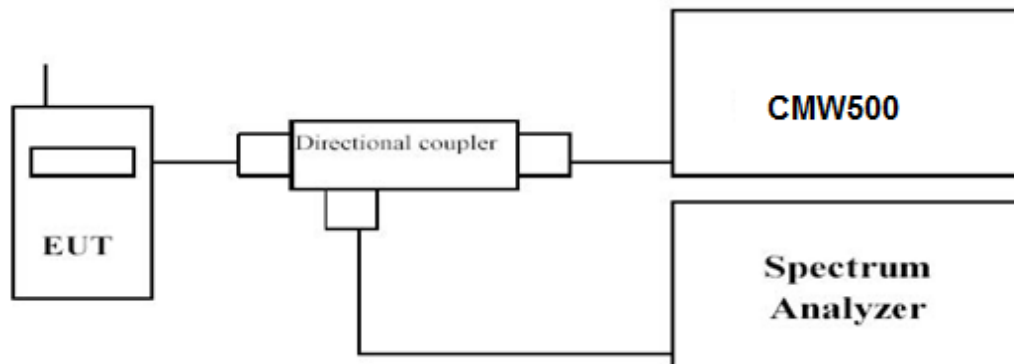 CMW500
Directional coupler
EUT
Spectrum
Analyzer